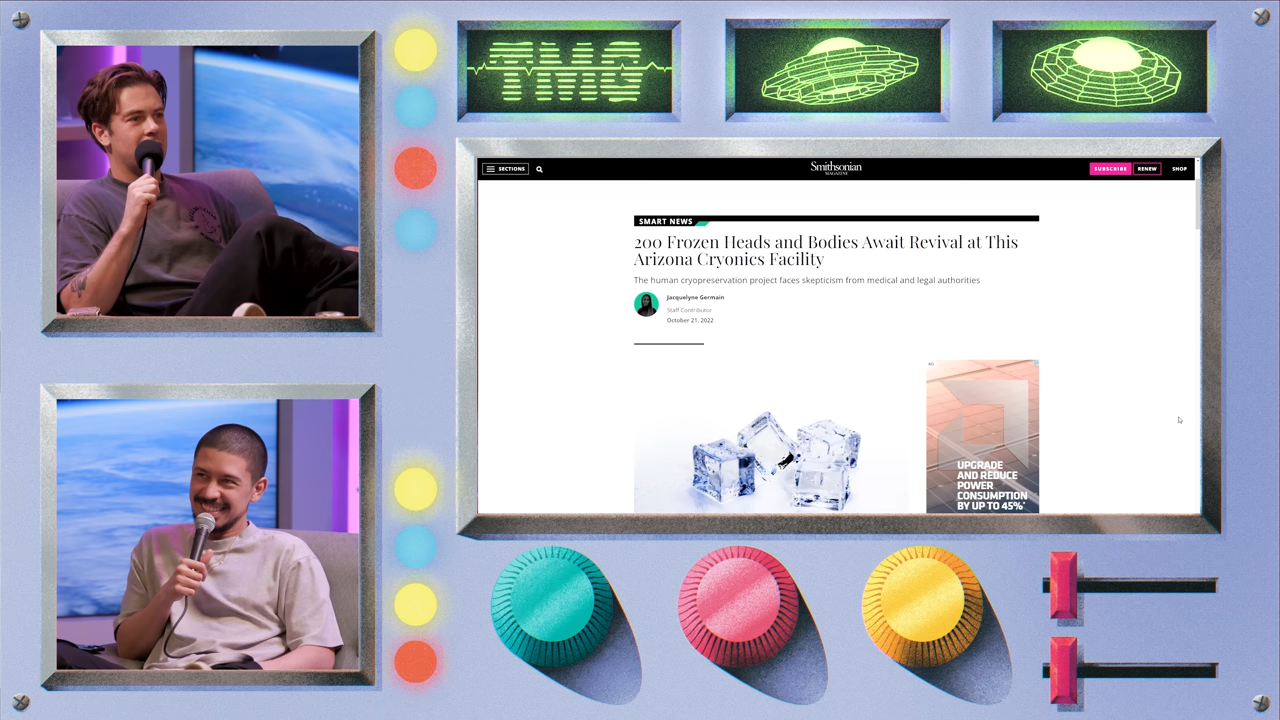 TMG
SECTIONS
Smithsonian
MAGAZINE
SUBSCRIBE
RENEW
SHOP
SMART NEWS
200 Frozen Heads and Bodies Await Revival at This
Arizona Cryonics Facility
The human cryopreservation project faces skepticism from medical and legal authorities
Jacquelyne Germain
Staff Contributor
October 21, 2022
AD
UPGRADE
AND REDUCE
POWER
CONSUMPTION
BY UP TO 45%*